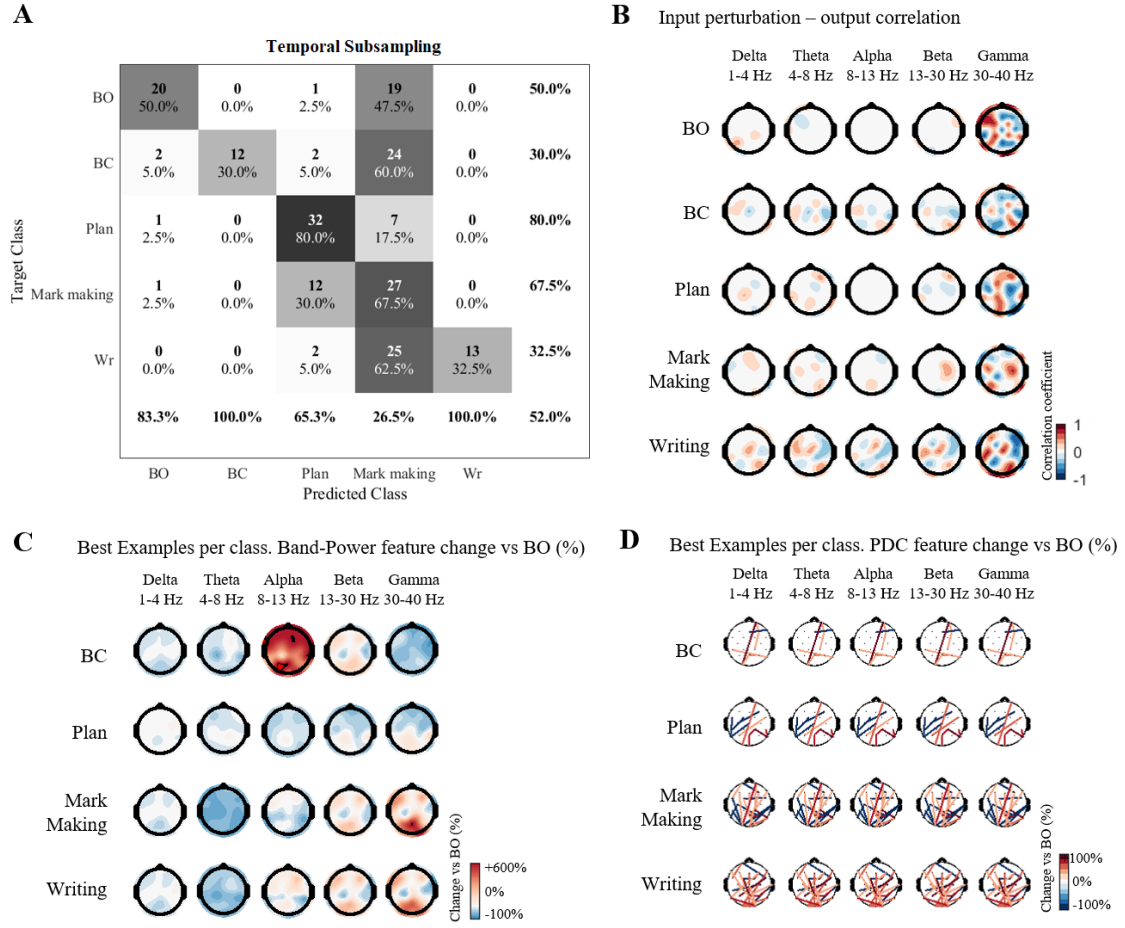 A
Temporal Subsampling
Target Class
BO
20 0 1 19 0 50.0%
50.0% 0.0% 2.5% 47.5% 0.0%
BC
2 12 2 24 0 30.0%
5.0% 30.0% 5.0% 60.0% 0.0%
Plan
1 0 32 7 0 80.0%
2.5% 0.0% 80.0% 17.5% 0.0%
Mark making
1 0 12 27 0 67.5%
2.5% 0.0% 30.0% 67.5% 0.0%
Wr
0 0 2 25 13 32.5%
0.0% 0.0% 5.0% 62.5% 32.5%
83.3% 100.0% 65.3% 26.5% 100.0% 52.0%
BO BC Plan Mark making Wr
Predicted Class
B Input perturbation – output correlation
Delta Theta Alpha Beta Gamma
1-4 Hz 4-8 Hz 8-13 Hz 13-30 Hz 30-40 Hz
BO
BC
Plan
Mark
Making
Writing
Correlation coefficient
1
0
-1
C Best Examples per class. Band-Power feature change vs BO (%)
Delta Theta Alpha Beta Gamma
1-4 Hz 4-8 Hz 8-13 Hz 13-30 Hz 30-40 Hz
BC
Plan
Mark
Making
Writing
Change vs BO (%)
+600%
0%
-100%
D Best Examples per class. PDC feature change vs BO (%)
Delta Theta Alpha Beta Gamma
1-4 Hz 4-8 Hz 8-13 Hz 13-30 Hz 30-40 Hz
BC
Plan
Mark
Making
Writing
Change vs BO (%)
100%
0%
-100%